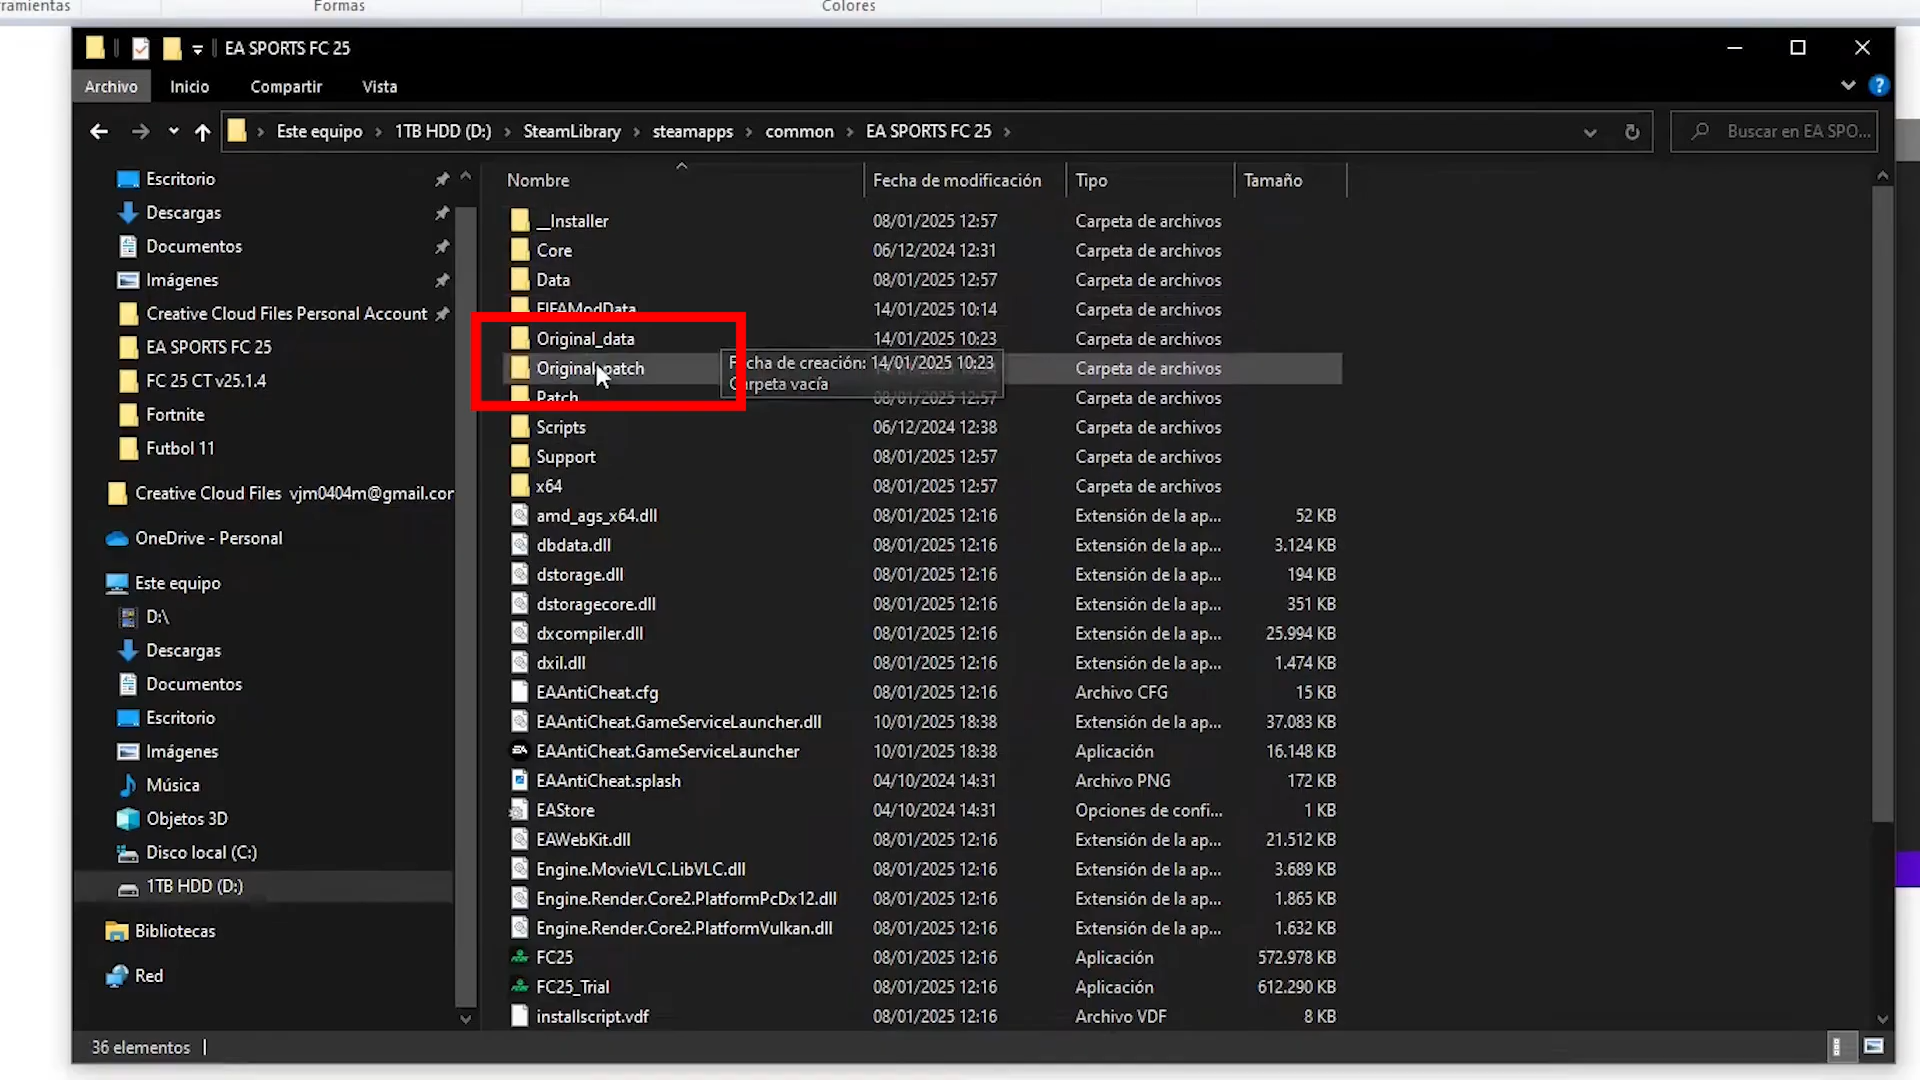 ramientas
Formas
Colores
EA SPORTS FC 25
Archivo
Inicio
Compartir
Vista
Este equipo
1TB HDD (D:)
SteamLibrary
steamapps
common
EA SPORTS FC 25
Buscar en EA SPO...
Escritorio
Descargas
Documentos
Imágenes
Creative Cloud Files Personal Account
EA SPORTS FC 25
FC 25 CT v25.1.4
Fortnite
Futbol 11
Creative Cloud Files vjm0404m@gmail.cor
OneDrive - Personal
Este equipo
D:\
Descargas
Documentos
Escritorio
Imágenes
Música
Objetos 3D
Disco local (C:)
1TB HDD (D:)
Bibliotecas
Red
Nombre Fecha de modificación Tipo Tamaño
__Installer 08/01/2025 12:57 Carpeta de archivos
Core 06/12/2024 12:31 Carpeta de archivos
Data 08/01/2025 12:57 Carpeta de archivos
FIFAModData 14/01/2025 10:14 Carpeta de archivos
Original_data 14/01/2025 10:23 Carpeta de archivos
Original_patch Carpeta de archivos
Fecha de creación: 14/01/2025 10:23
Carpeta vacía
Patch 08/01/2025 12:57 Carpeta de archivos
Scripts 06/12/2024 12:38 Carpeta de archivos
Support 08/01/2025 12:57 Carpeta de archivos
x64 08/01/2025 12:57 Carpeta de archivos
amd_ags_x64.dll 08/01/2025 12:16 Extensión de la ap... 52 KB
dbdata.dll 08/01/2025 12:16 Extensión de la ap... 3.124 KB
dstorage.dll 08/01/2025 12:16 Extensión de la ap... 194 KB
dstoragecore.dll 08/01/2025 12:16 Extensión de la ap... 351 KB
dxcompiler.dll 08/01/2025 12:16 Extensión de la ap... 25.994 KB
dxil.dll 08/01/2025 12:16 Extensión de la ap... 1.474 KB
EAAntiCheat.cfg 08/01/2025 12:16 Archivo CFG 15 KB
EAAntiCheat.GameServiceLauncher.dll 10/01/2025 18:38 Extensión de la ap... 37.083 KB
EAAntiCheat.GameServiceLauncher 10/01/2025 18:38 Aplicación 16.148 KB
EAAntiCheat.splash 04/10/2024 14:31 Archivo PNG 172 KB
EAStore 04/10/2024 14:31 Opciones de confi... 1 KB
EAWebKit.dll 08/01/2025 12:16 Extensión de la ap... 21.512 KB
Engine.MovieVLC.LibVLC.dll 08/01/2025 12:16 Extensión de la ap... 3.689 KB
Engine.Render.Core2.PlatformPcDx12.dll 08/01/2025 12:16 Extensión de la ap... 1.865 KB
Engine.Render.Core2.PlatformVulkan.dll 08/01/2025 12:16 Extensión de la ap... 1.632 KB
FC25 08/01/2025 12:16 Aplicación 572.978 KB
FC25_Trial 08/01/2025 12:16 Aplicación 612.290 KB
installscript.vdf 08/01/2025 12:16 Archivo VDF 8 KB
36 elementos